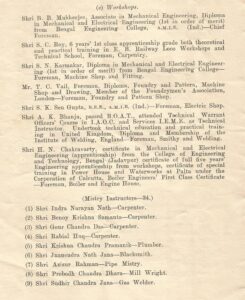 (e) Workshops.
Shri B. B. Mukherjee, Associate in Mechanical Engineering, Diploma
in Mechanical and Electrical Engineering (1st in order of merit)
from Bengal Engineering College, A.M.I.E. (Ind.)—Chief
Foreman.
Shri S. C. Roy, 6 years' 1st class apprenticeship grade both theoretical
and practical training in E. B. Railway Loco Workshops and
Technical School, Foreman, Carpentry.
Shri S. N. Karmakar, Diploma in Mechanical and Electrical Engineer-
ing (1st in order of merit) from Bengal Engineering College—
Foreman, Machine Shop and Fitting.
Mr. Y. C. Tall, Foreman, Diploma, Foundry and Pattern, Machine
Shop and Drawing, Member of the Foundrymen's Association,
London—Foreman, Foundry and Pattern Shop.
Shri S. K. Sen Gupta, A.M.I.E. (Ind.)—Foreman, Electric Shop.
Shri A. K. Bhanja, passed B.O.A.T., attended Technical Warrant
Officers' Course in I.A.O.C. and Services I.E.M.E. as Technical
Instructor. Undertook technical education and practical training
in United Kingdom, Diploma and Membership of the
Institute of Welding, England—Foreman, Smithy and Welding.
Shri H. N. Chakravarty, certificate in Mechanical and Electrical
Engineering (apprenticeship) from the College of Engineering
and Technology, Bengal (Jadavpur) certificate of full five years'
Engineering apprenticeship from workshops, certificate of special
training in Power House and Waterworks at Palta under the
Corporation of Calcutta, Boilers Engineers' First Class Certificate
—Foreman, Boiler and Engine House.
(Mistry Instructors—24.)
(1) Shri Indra Narayan Nath—Carpenter.
(2) Shri Benoy Krishna Samanta—Carpenter.
(3) Shri Gour Chandra Das—Carpenter.
(4) Shri Rabial Huq—Carpenter.
(5) Shri Krishna Chandra Pramanik—Plumber.
(6) Shri Jnanendra Nath Jana—Blacksmith.
(7) Shri Azizur Rahman—Pipe Mistry.
(8) Shri Probodh Chandra Dhara—Mill Wright.
(9) Shri Sudhir Chandra Jana—Gas Welder.